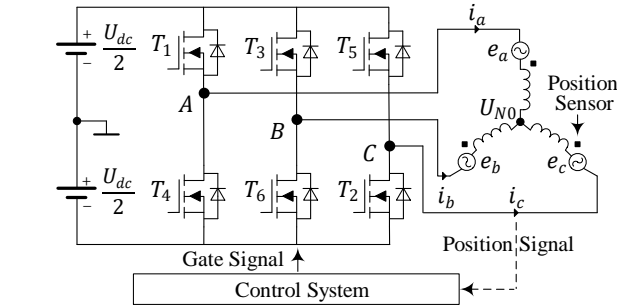 +
U_dc/2
−
T_1
T_3
T_5
A
B
C
+
U_dc/2
−
T_4
T_6
T_2
i_a
e_a
U_N0
Position
Sensor
e_b
e_c
i_b
i_c
Gate Signal
Position Signal
Control System